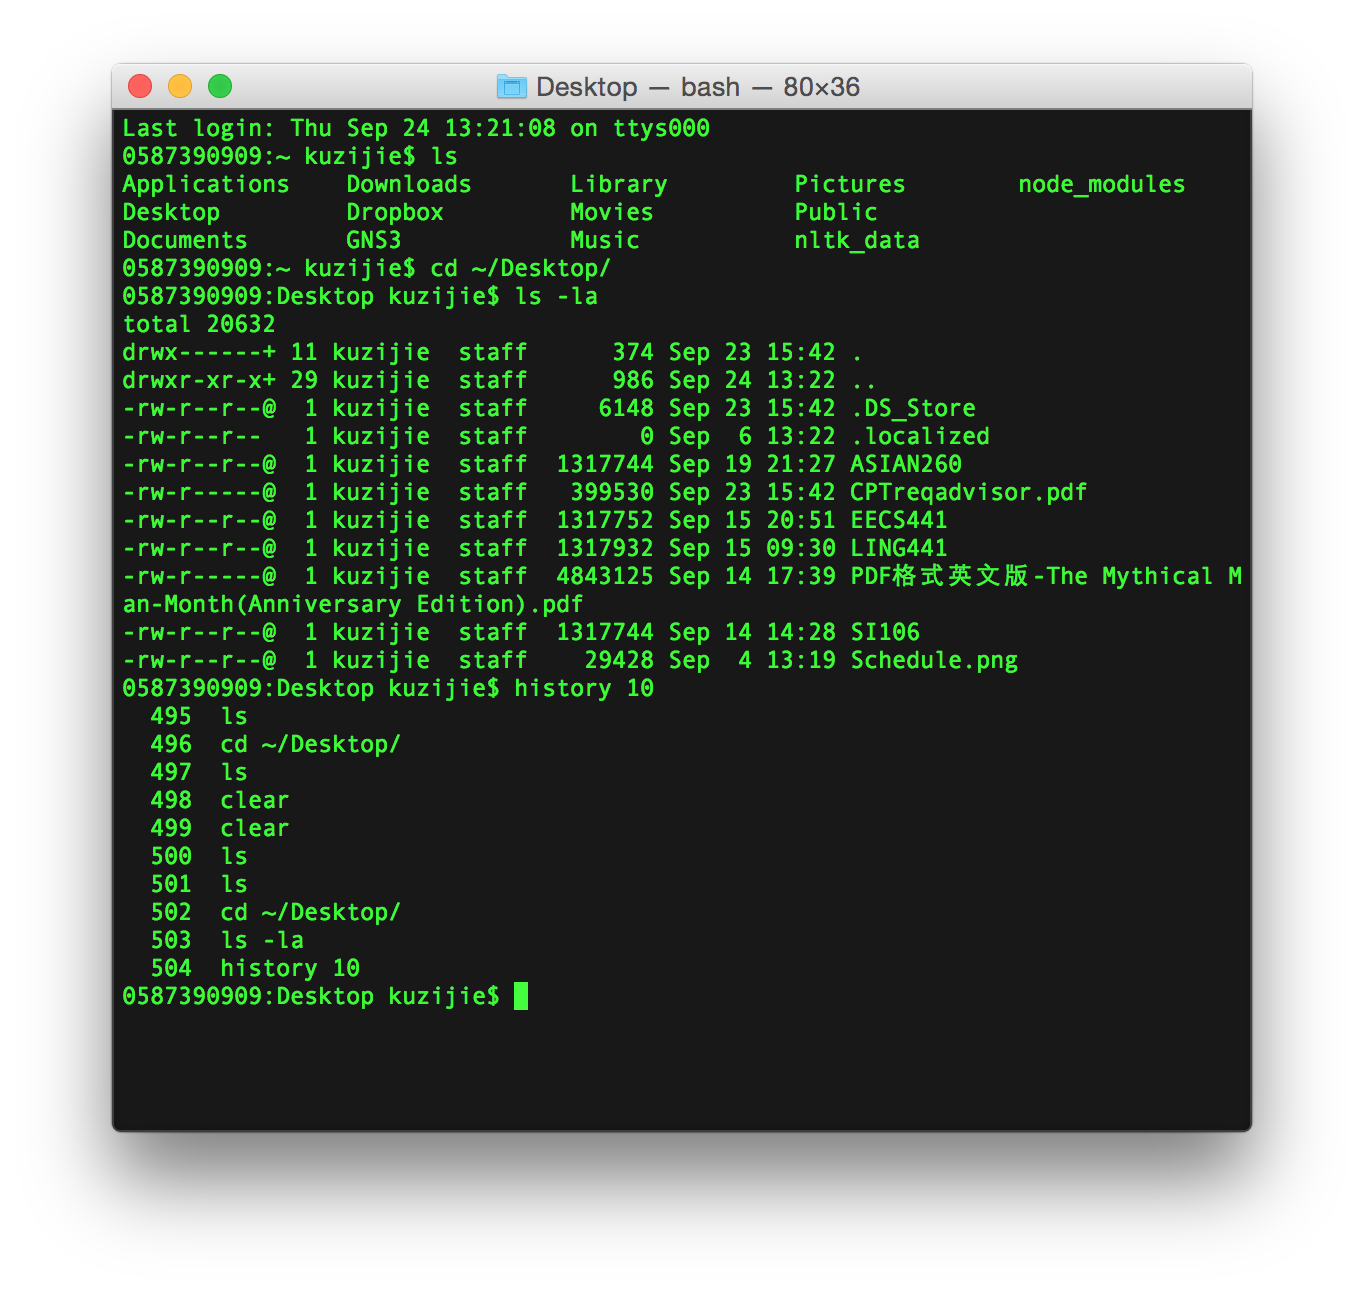 Desktop — bash — 80×36
Last login: Thu Sep 24 13:21:08 on ttys000
0587390909:~ kuzijie$ ls
Applications    Downloads       Library         Pictures        node_modules
Desktop         Dropbox         Movies          Public
Documents       GNS3            Music           nltk_data
0587390909:~ kuzijie$ cd ~/Desktop/
0587390909:Desktop kuzijie$ ls -la
total 20632
drwx------+ 11 kuzijie  staff      374 Sep 23 15:42 .
drwxr-xr-x+ 29 kuzijie  staff      986 Sep 24 13:22 ..
-rw-r--r--@  1 kuzijie  staff     6148 Sep 23 15:42 .DS_Store
-rw-r--r--   1 kuzijie  staff        0 Sep  6 13:22 .localized
-rw-r--r--@  1 kuzijie  staff  1317744 Sep 19 21:27 ASIAN260
-rw-r-----@  1 kuzijie  staff   399530 Sep 23 15:42 CPTreqadvisor.pdf
-rw-r--r--@  1 kuzijie  staff  1317752 Sep 15 20:51 EECS441
-rw-r--r--@  1 kuzijie  staff  1317932 Sep 15 09:30 LING441
-rw-r-----@  1 kuzijie  staff  4843125 Sep 14 17:39 PDF格式英文版-The Mythical M
an-Month(Anniversary Edition).pdf
-rw-r--r--@  1 kuzijie  staff  1317744 Sep 14 14:28 SI106
-rw-r--r--@  1 kuzijie  staff    29428 Sep  4 13:19 Schedule.png
0587390909:Desktop kuzijie$ history 10
  495  ls
  496  cd ~/Desktop/
  497  ls
  498  clear
  499  clear
  500  ls
  501  ls
  502  cd ~/Desktop/
  503  ls -la
  504  history 10
0587390909:Desktop kuzijie$